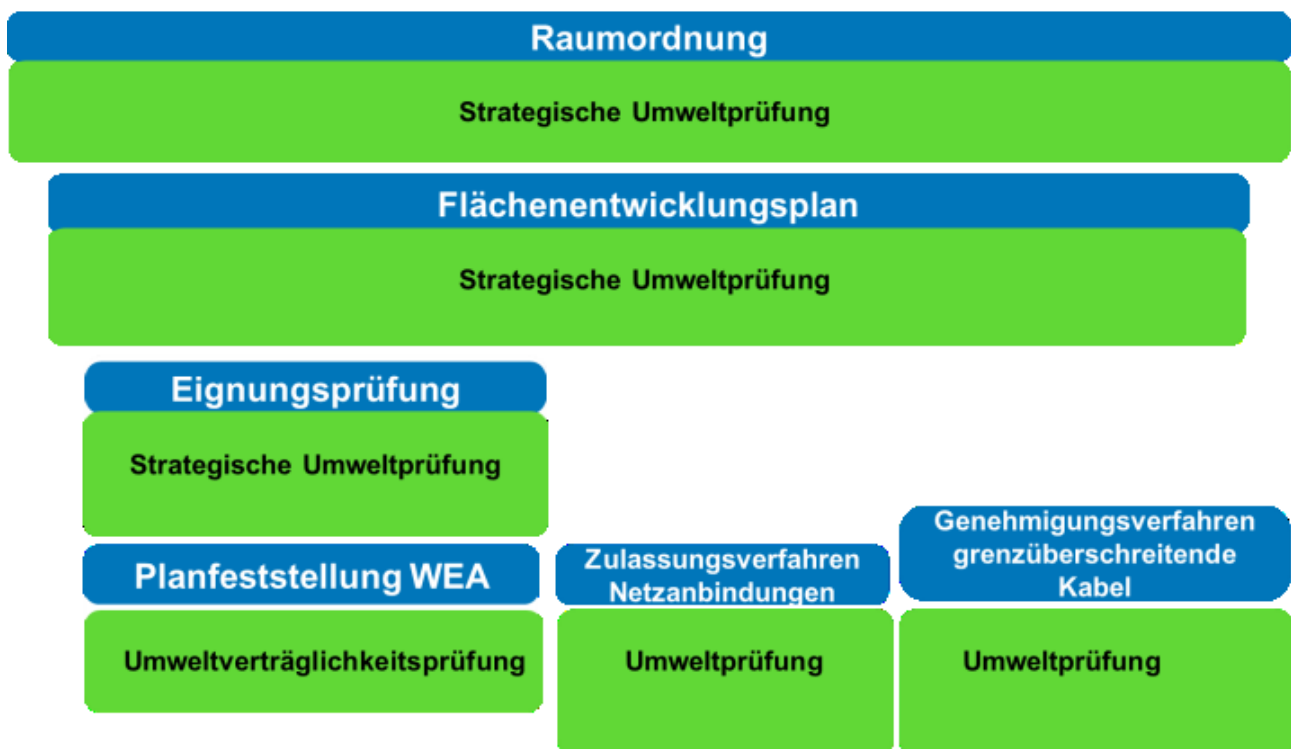 Raumordnung
Strategische Umweltprüfung
Flächenentwicklungsplan
Strategische Umweltprüfung
Eignungsprüfung
Strategische Umweltprüfung
Planfeststellung WEA
Umweltverträglichkeitsprüfung
Zulassungsverfahren
Netzanbindungen
Umweltprüfung
Genehmigungsverfahren
grenzüberschreitende
Kabel
Umweltprüfung